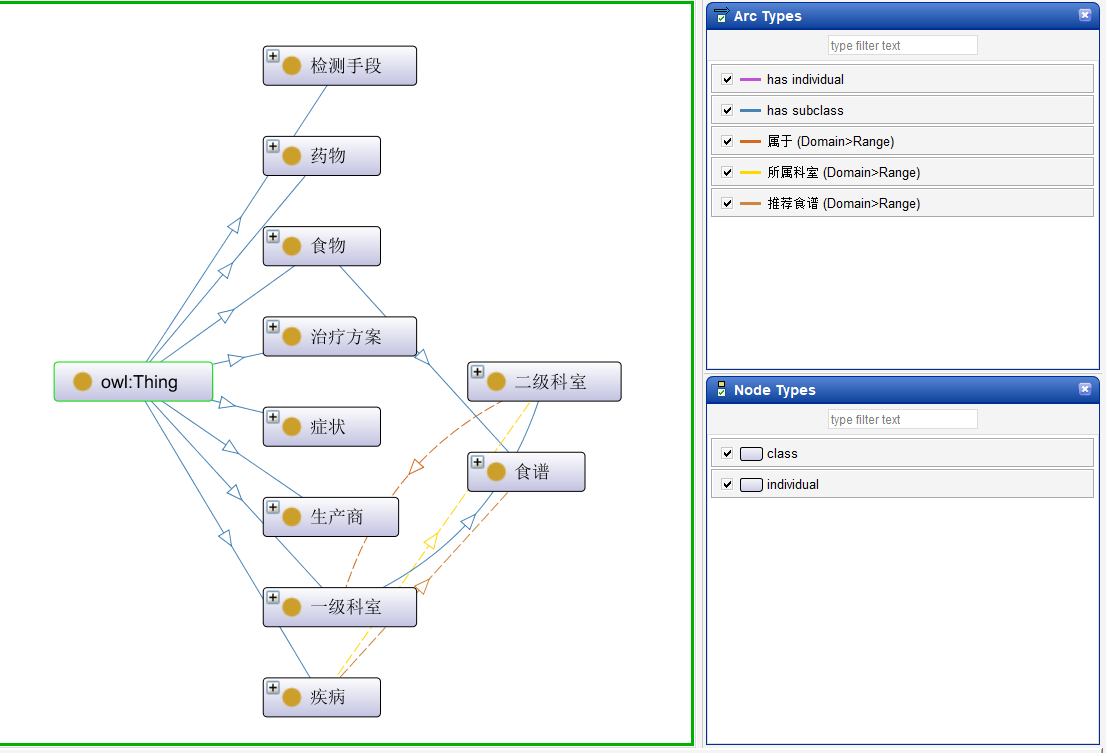 检测手段
药物
食物
治疗方案
owl:Thing
二级科室
症状
食谱
生产商
一级科室
疾病
Arc Types
type filter text
has individual
has subclass
属于 (Domain>Range)
所属科室 (Domain>Range)
推荐食谱 (Domain>Range)
Node Types
type filter text
class
individual